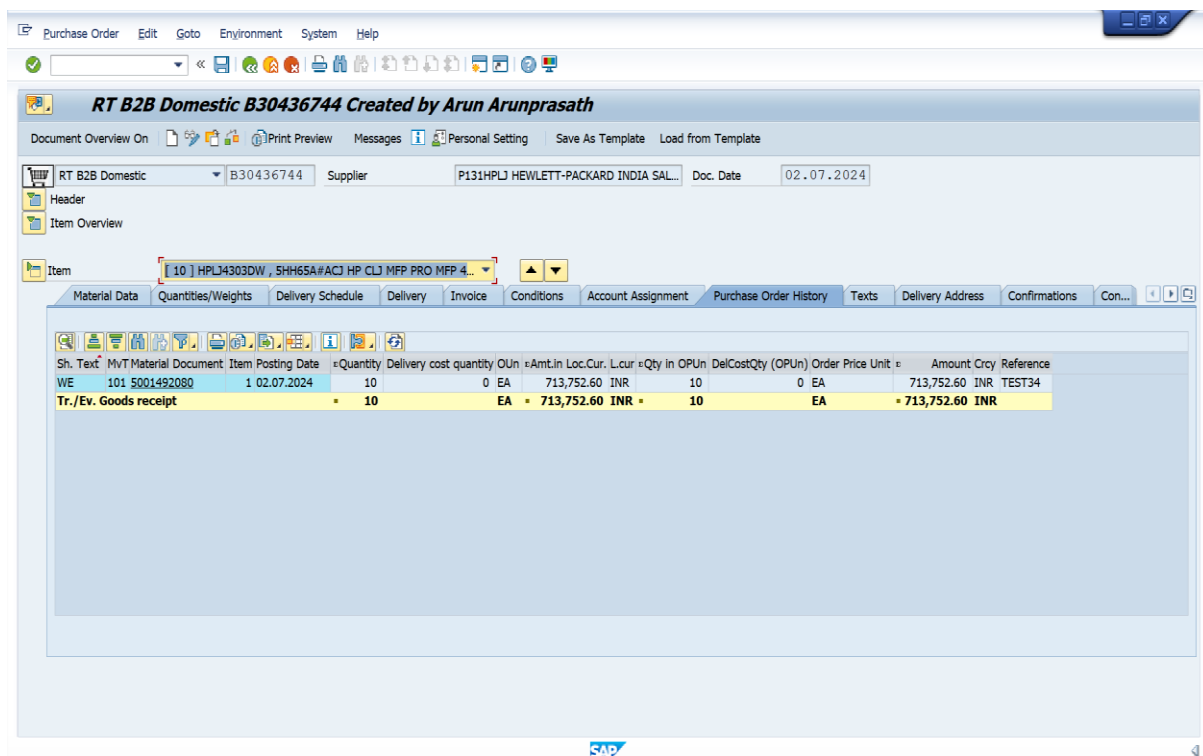 Purchase Order Edit Goto Environment System Help
RT B2B Domestic B30436744 Created by Arun Arunprasath
Document Overview On Print Preview Messages Personal Setting Save As Template Load from Template
RT B2B Domestic B30436744 Supplier P131HPLJ HEWLETT-PACKARD INDIA SAL... Doc. Date 02.07.2024
Header
Item Overview
Item [ 10 ] HPLJ4303DW , 5HH65A#ACJ HP CLJ MFP PRO MFP 4...
Material Data Quantities/Weights Delivery Schedule Delivery Invoice Conditions Account Assignment Purchase Order History Texts Delivery Address Confirmations Con...
Sh. Text MvT Material Document Item Posting Date Quantity Delivery cost quantity OUn Amt.in Loc.Cur. L.cur Qty in OPUn DelCostQty (OPUn) Order Price Unit Amount Crcy Reference
WE 101 5001492080 1 02.07.2024 10 0 EA 713,752.60 INR 10 0 EA 713,752.60 INR TEST34
Tr./Ev. Goods receipt 10 EA 713,752.60 INR 10 EA 713,752.60 INR
SAP